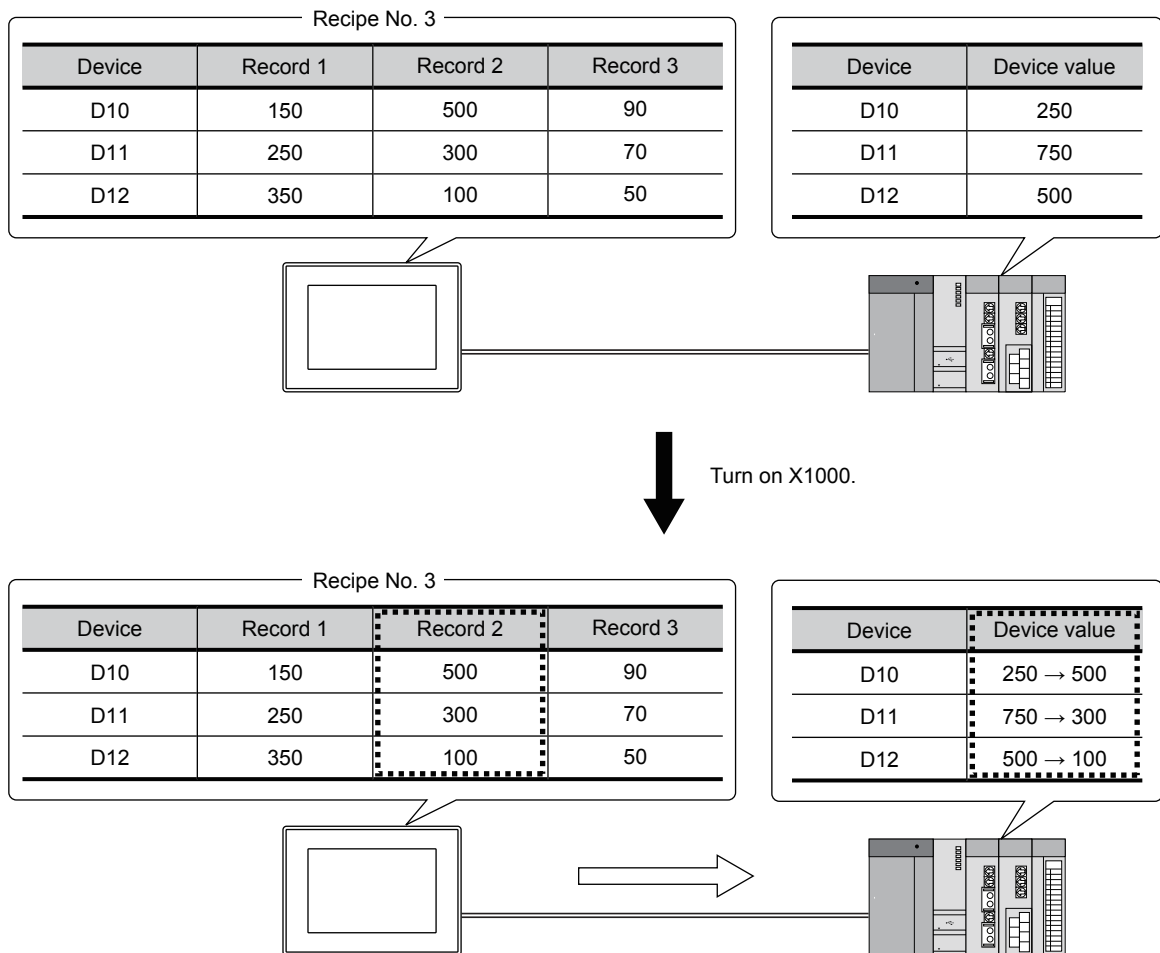 Recipe No. 3
Device Record 1 Record 2 Record 3
D10 150 500 90
D11 250 300 70
D12 350 100 50
Device Device value
D10 250
D11 750
D12 500
Turn on X1000.
Recipe No. 3
Device Record 1 Record 2 Record 3
D10 150 500 90
D11 250 300 70
D12 350 100 50
Device Device value
D10 250 → 500
D11 750 → 300
D12 500 → 100